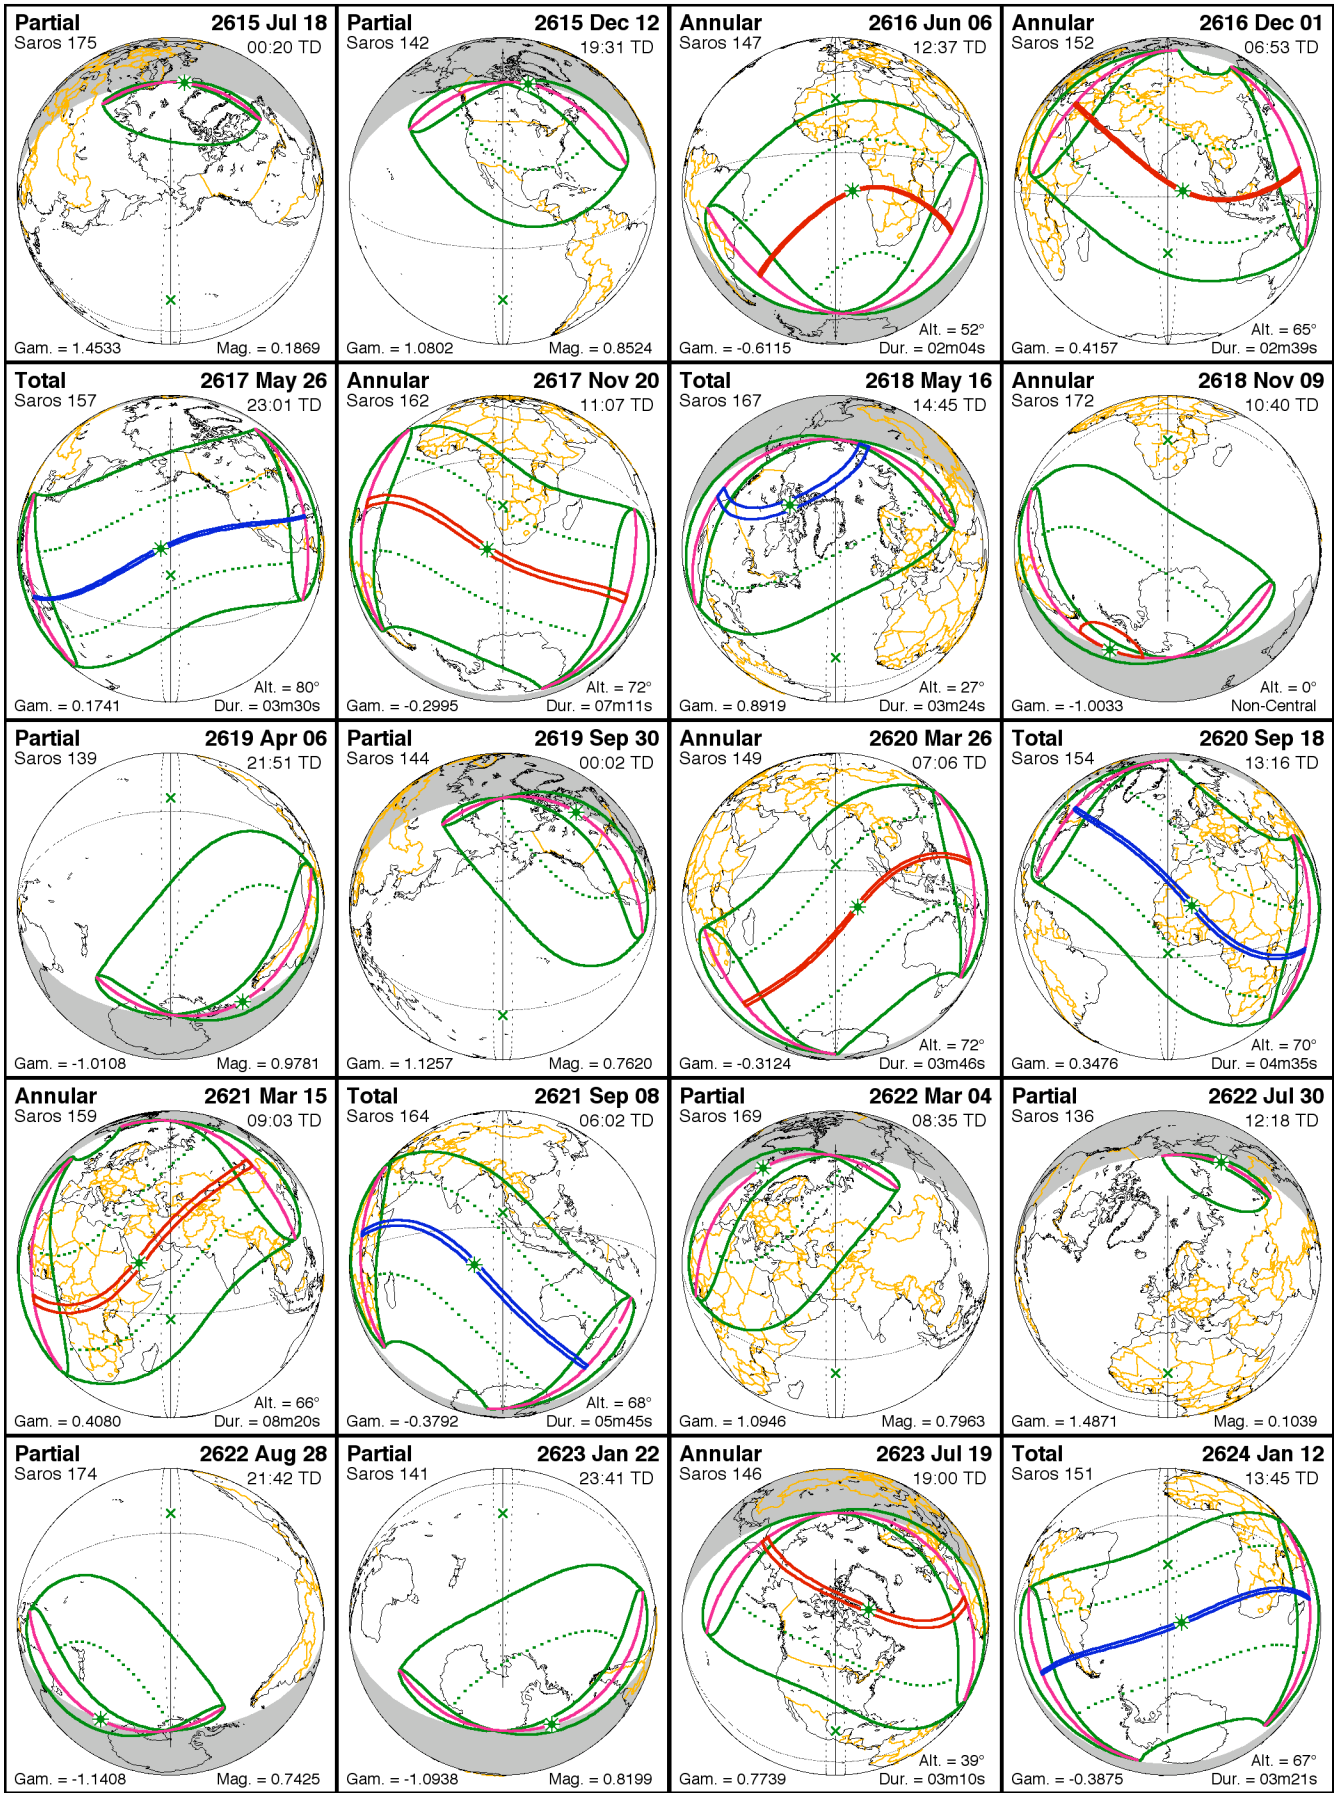 Partial 2615 Jul 18
Saros 175 00:20 TD
Gam. = 1.4533 Mag. = 0.1869
Partial 2615 Dec 12
Saros 142 19:31 TD
Gam. = 1.0802 Mag. = 0.8524
Annular 2616 Jun 06
Saros 147 12:37 TD
Alt. = 52°
Gam. = -0.6115 Dur. = 02m04s
Annular 2616 Dec 01
Saros 152 06:53 TD
Alt. = 65°
Gam. = 0.4157 Dur. = 02m39s
Total 2617 May 26
Saros 157 23:01 TD
Alt. = 80°
Gam. = 0.1741 Dur. = 03m30s
Annular 2617 Nov 20
Saros 162 11:07 TD
Alt. = 72°
Gam. = -0.2995 Dur. = 07m11s
Total 2618 May 16
Saros 167 14:45 TD
Alt. = 27°
Gam. = 0.8919 Dur. = 03m24s
Annular 2618 Nov 09
Saros 172 10:40 TD
Alt. = 0°
Gam. = -1.0033 Non-Central
Partial 2619 Apr 06
Saros 139 21:51 TD
Gam. = -1.0108 Mag. = 0.9781
Partial 2619 Sep 30
Saros 144 00:02 TD
Gam. = 1.1257 Mag. = 0.7620
Annular 2620 Mar 26
Saros 149 07:06 TD
Alt. = 72°
Gam. = -0.3124 Dur. = 03m46s
Total 2620 Sep 18
Saros 154 13:16 TD
Alt. = 70°
Gam. = 0.3476 Dur. = 04m35s
Annular 2621 Mar 15
Saros 159 09:03 TD
Alt. = 66°
Gam. = 0.4080 Dur. = 08m20s
Total 2621 Sep 08
Saros 164 06:02 TD
Alt. = 68°
Gam. = -0.3792 Dur. = 05m45s
Partial 2622 Mar 04
Saros 169 08:35 TD
Gam. = 1.0946 Mag. = 0.7963
Partial 2622 Jul 30
Saros 136 12:18 TD
Gam. = 1.4871 Mag. = 0.1039
Partial 2622 Aug 28
Saros 174 21:42 TD
Gam. = -1.1408 Mag. = 0.7425
Partial 2623 Jan 22
Saros 141 23:41 TD
Gam. = -1.0938 Mag. = 0.8199
Annular 2623 Jul 19
Saros 146 19:00 TD
Alt. = 39°
Gam. = 0.7739 Dur. = 03m10s
Total 2624 Jan 12
Saros 151 13:45 TD
Alt. = 67°
Gam. = -0.3875 Dur. = 03m21s